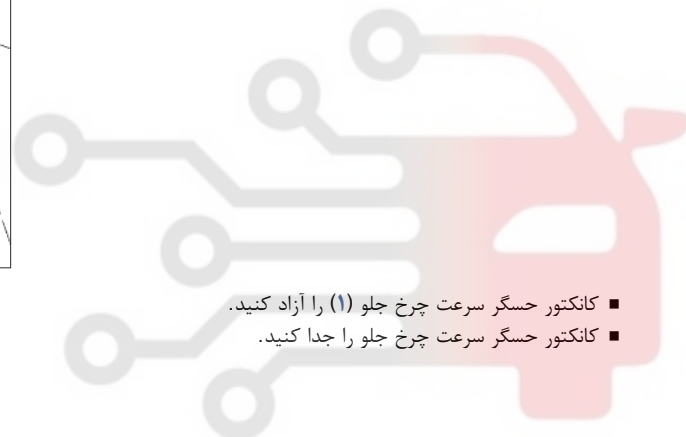 ▪ کانکتور حسگر سرعت چرخ جلو (۱) را آزاد کنید.
▪ کانکتور حسگر سرعت چرخ جلو را جدا کنید.